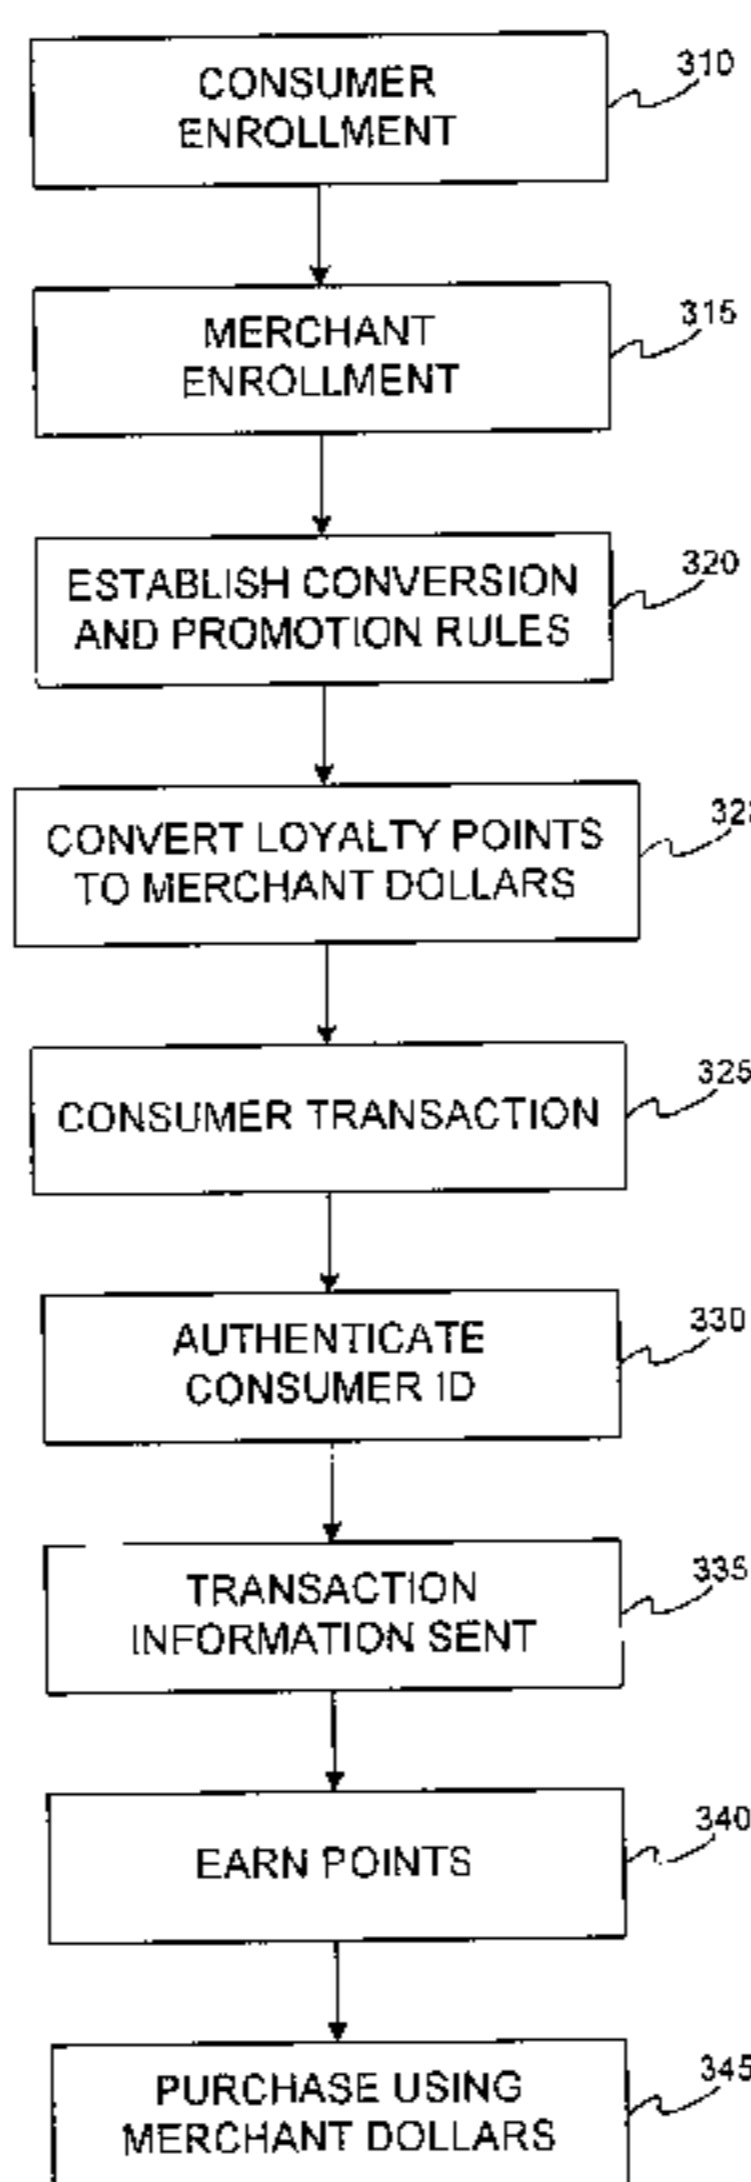 CONSUMER
ENROLLMENT
310
MERCHANT
ENROLLMENT
315
ESTABLISH CONVERSION
AND PROMOTION RULES
320
CONVERT LOYALTY POINTS
TO MERCHANT DOLLARS
CONSUMER TRANSACTION
325
AUTHENTICATE
CONSUMER ID
330
TRANSACTION
INFORMATION SENT
335
EARN POINTS
340
PURCHASE USING
MERCHANT DOLLARS
345